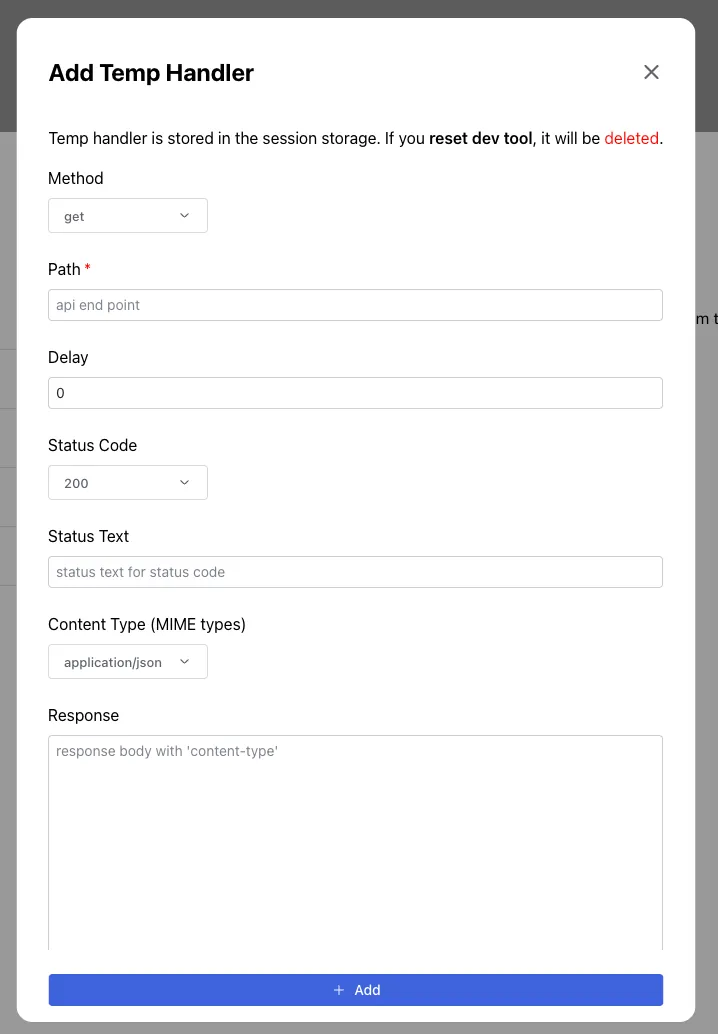 Add Temp Handler
Temp handler is stored in the session storage. If you reset dev tool, it will be deleted.
Method
get
Path *
api end point
m t
Delay
0
Status Code
200
Status Text
status text for status code
Content Type (MIME types)
application/json
Response
response body with 'content-type'
+ Add